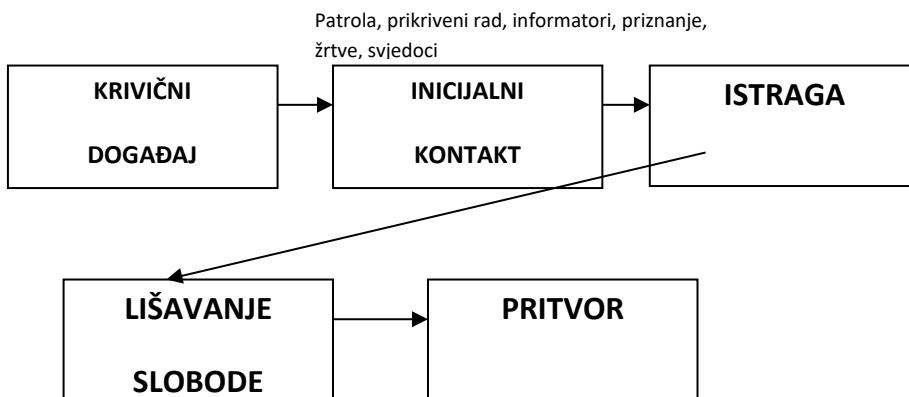 Patrola, prikriveni rad, informatori, priznanje,
žrtve, svjedoci
KRIVIČNI
DOGAĐAJ
INICIJALNI
KONTAKT
ISTRAGA
LIŠAVANJE
SLOBODE
PRITVOR